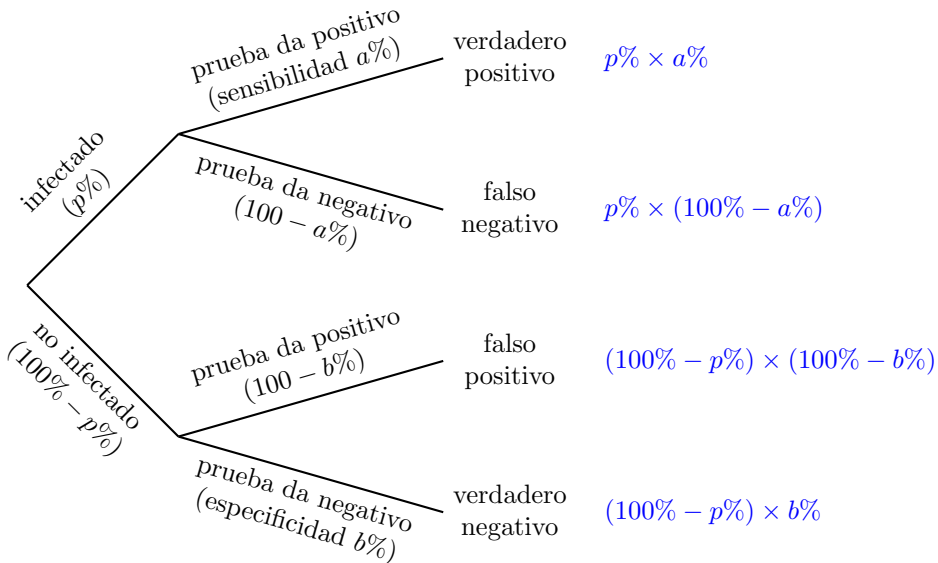 prueba da positivo
(sensibilidad a%)
verdadero
positivo
p% × a%
infectado
(p%)
prueba da negativo
(100 − a%)
falso
negativo
p% × (100% − a%)
no infectado
(100% − p%)
prueba da positivo
(100 − b%)
falso
positivo
(100% − p%) × (100% − b%)
prueba da negativo
(especificidad b%)
verdadero
negativo
(100% − p%) × b%